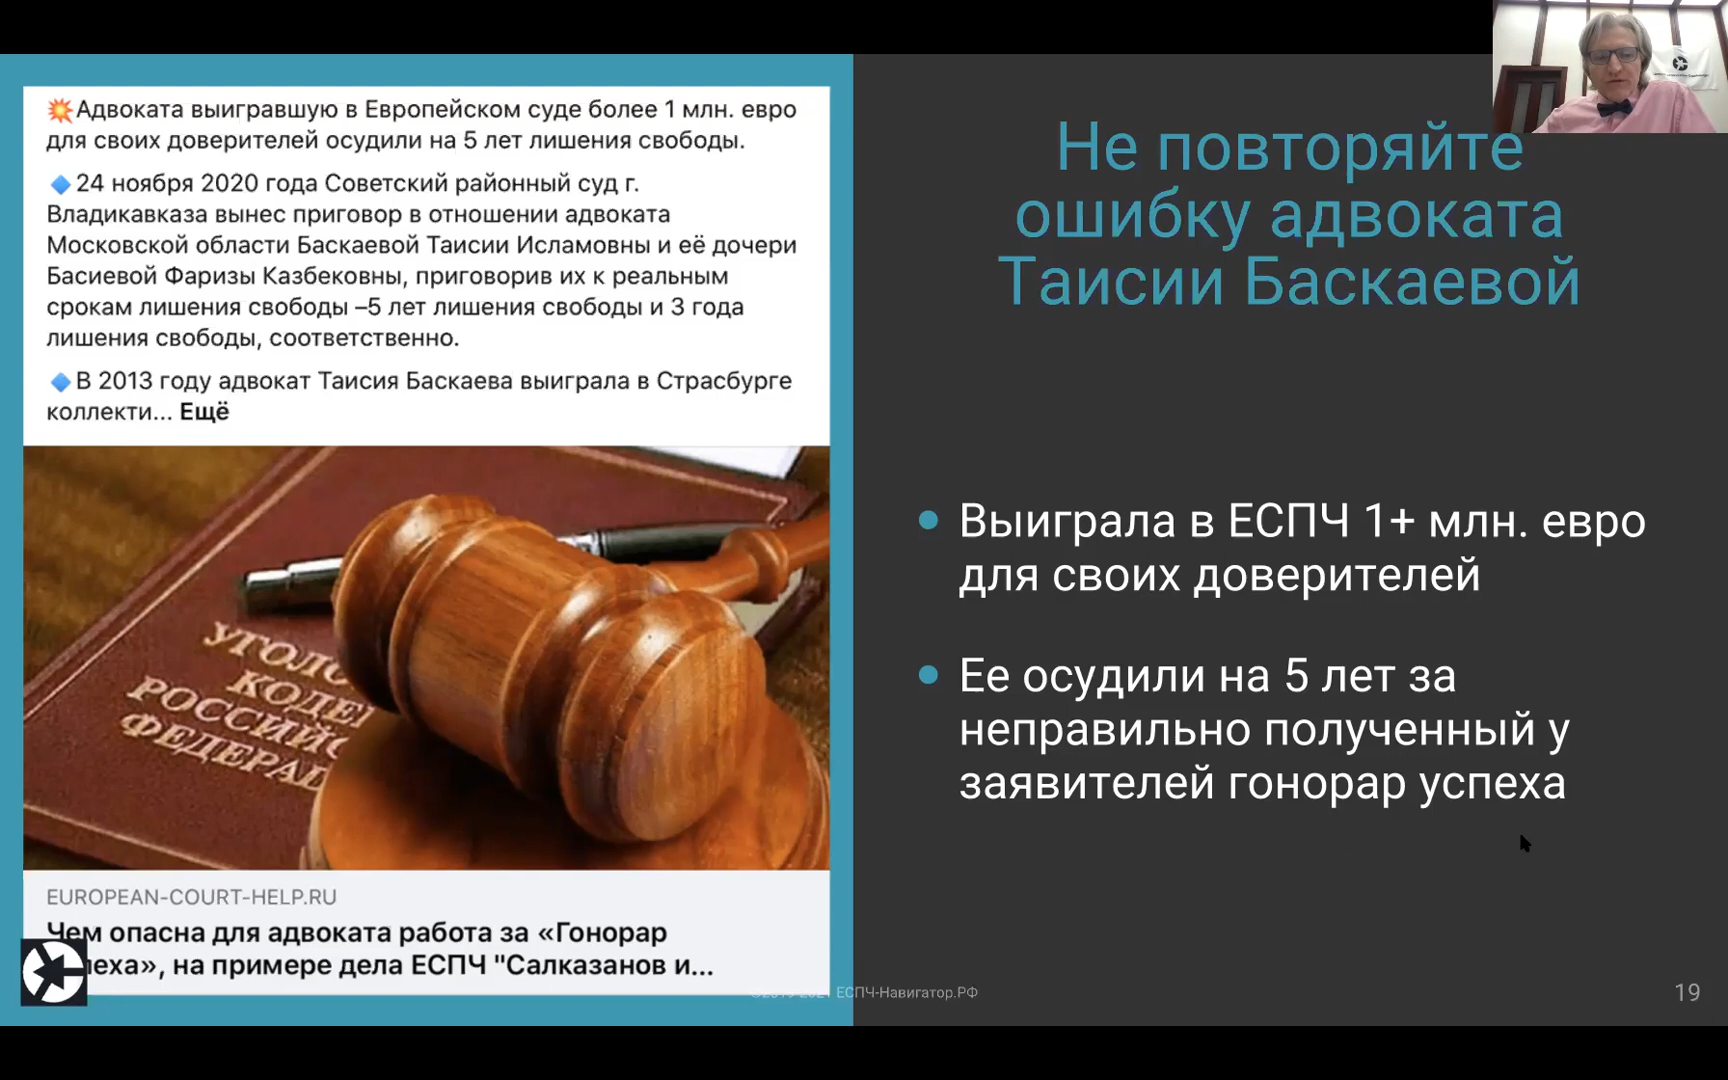 💥Адвоката выигравшую в Европейском суде более 1 млн. евро
для своих доверителей осудили на 5 лет лишения свободы.
🔹24 ноября 2020 года Советский районный суд г.
Владикавказа вынес приговор в отношении адвоката
Московской области Баскаевой Таисии Исламовны и её дочери
Басиевой Фаризы Казбековны, приговорив их к реальным
срокам лишения свободы –5 лет лишения свободы и 3 года
лишения свободы, соответственно.
🔹В 2013 году адвокат Таисия Баскаева выиграла в Страсбурге
коллекти... Ещё
УГОЛО
КОДЕ
РОССИЙС
ФЕДЕРАЦ
EUROPEAN-COURT-HELP.RU
Чем опасна для адвоката работа за «Гонорар
пеха», на примере дела ЕСПЧ "Салказанов и...
Не повторяйте
ошибку адвоката
Таисии Баскаевой
• Выиграла в ЕСПЧ 1+ млн. евро
для своих доверителей
• Ее осудили на 5 лет за
неправильно полученный у
заявителей гонорар успеха
ЕСПЧ-Навигатор.РФ
19